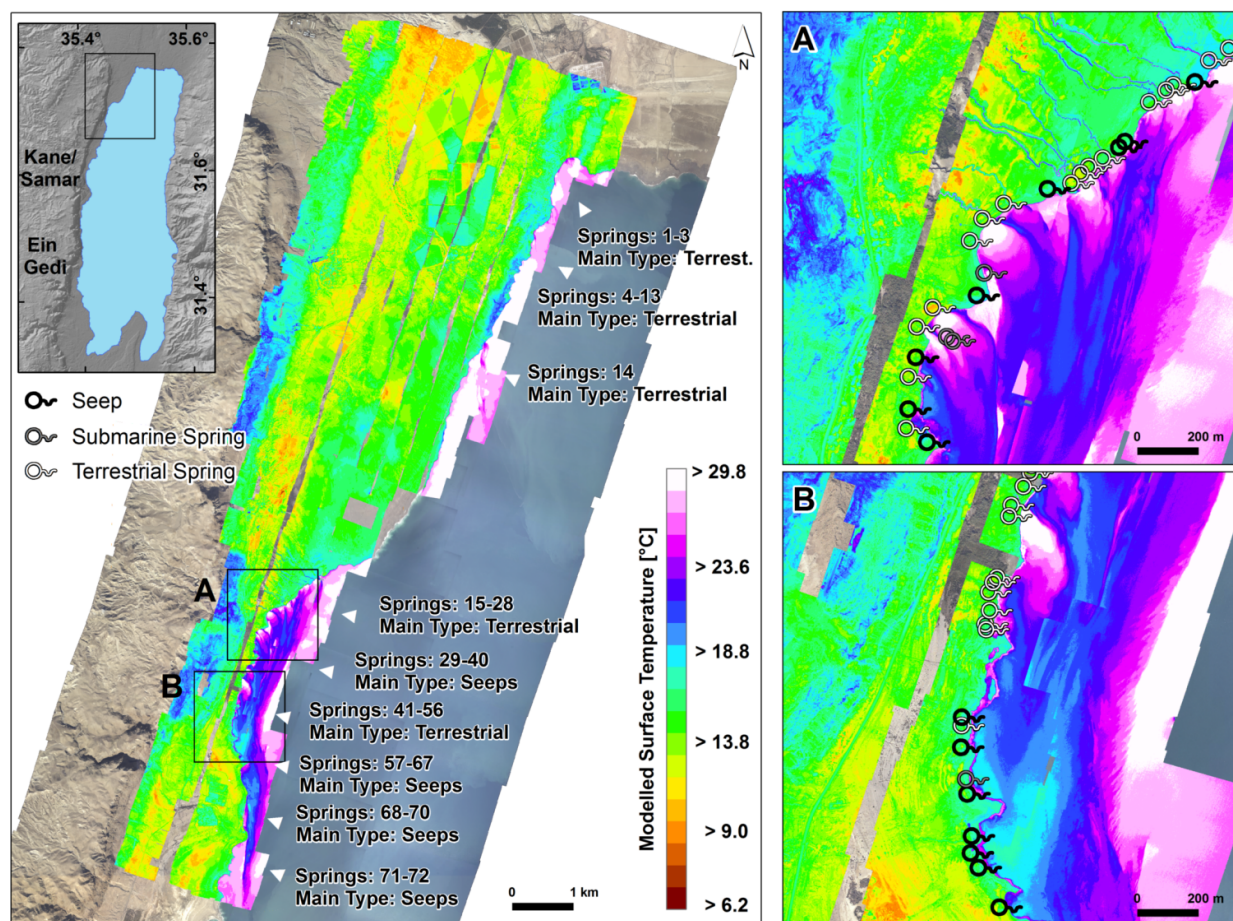 35.4°
35.6°
31.6°
31.4°
Kane/
Samar
Ein
Gedi
N
Seep
Submarine Spring
Terrestrial Spring
Springs: 1-3
Main Type: Terrest.
Springs: 4-13
Main Type: Terrestrial
Springs: 14
Main Type: Terrestrial
A
Springs: 15-28
Main Type: Terrestrial
Springs: 29-40
Main Type: Seeps
B
Springs: 41-56
Main Type: Terrestrial
Springs: 57-67
Main Type: Seeps
Springs: 68-70
Main Type: Seeps
Springs: 71-72
Main Type: Seeps
0 1 km
Modelled Surface Temperature [°C]
> 29.8
> 23.6
> 18.8
> 13.8
> 9.0
> 6.2
A
0 200 m
B
0 200 m